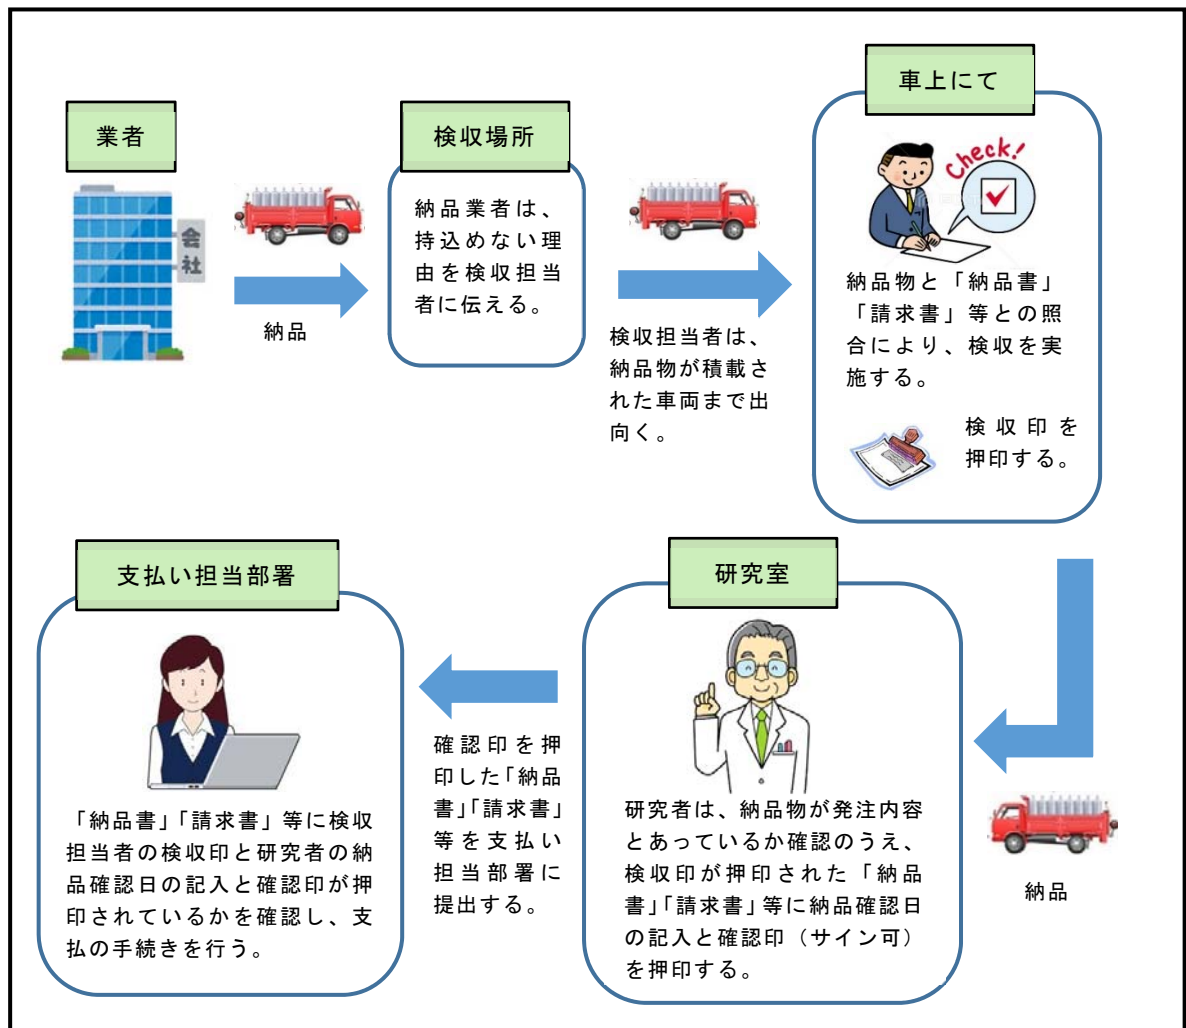 業者
会
社
納品
検収場所
納品業者は、
持込めない理
由を検収担当
者に伝える。
検収担当者は、
納品物が積載さ
れた車両まで出
向く。
車上にて
Check!
納品物と「納品書」
「請求書」等との照
合により、検収を実
施する。
検収印を
押印する。
納品
研究室
研究者は、納品物が発注内容
とあっているか確認のうえ、
検収印が押印された「納品
書」「請求書」等に納品確認日
の記入と確認印（サイン可）
を押印する。
確認印を押
印した「納品
書」「請求書」
等を支払い
担当部署に
提出する。
支払い担当部署
「納品書」「請求書」等に検収
担当者の検収印と研究者の納
品確認日の記入と確認印が押
印されているかを確認し、支
払の手続きを行う。